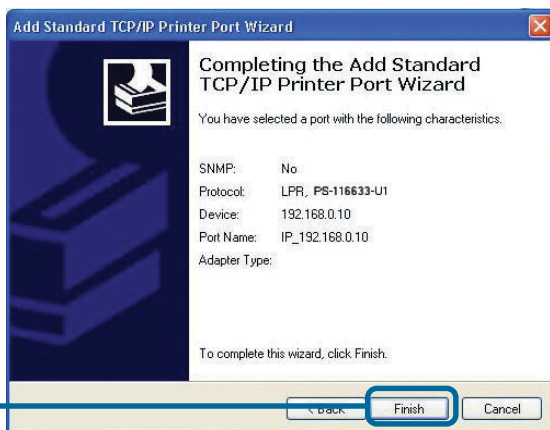 Add Standard TCP/IP Printer Port Wizard
Completing the Add Standard
TCP/IP Printer Port Wizard
You have selected a port with the following characteristics.
SNMP: No
Protocol: LPR, PS-116633-U1
Device: 192.168.0.10
Port Name: IP_192.168.0.10
Adapter Type:
To complete this wizard, click Finish.
< Back Finish Cancel